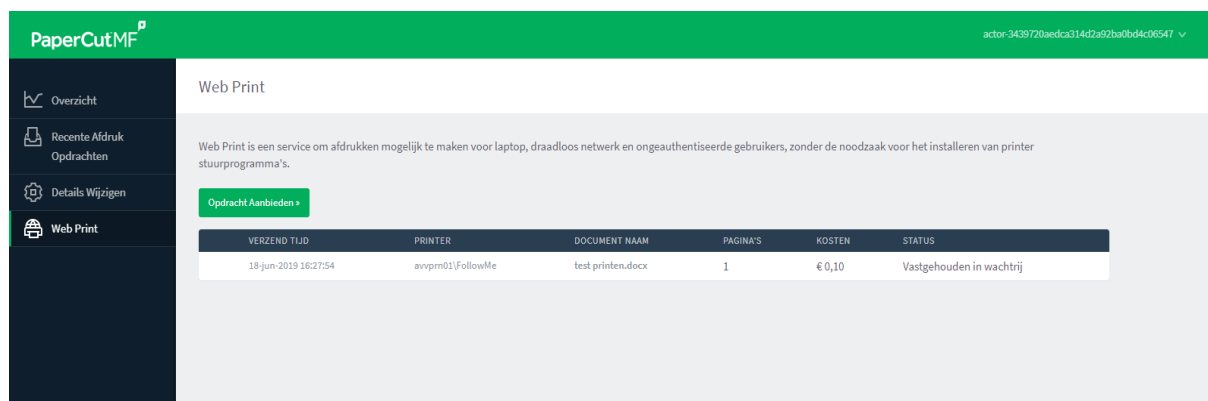 PaperCutMF
actor-3439720aedca314d2a92ba0bd4c06547
Overzicht
Recente Afdruk
Opdrachten
Details Wijzigen
Web Print
Web Print
Web Print is een service om afdrukken mogelijk te maken voor laptop, draadloos netwerk en ongeauthentiseerde gebruikers, zonder de noodzaak voor het installeren van printer
stuurprogramma's.
Opdracht Aanbieden »
VERZEND TIJD PRINTER DOCUMENT NAAM PAGINA'S KOSTEN STATUS
18-jun-2019 16:27:54 avvprn01\FollowMe test printen.docx 1 € 0,10 Vastgehouden in wachtrij